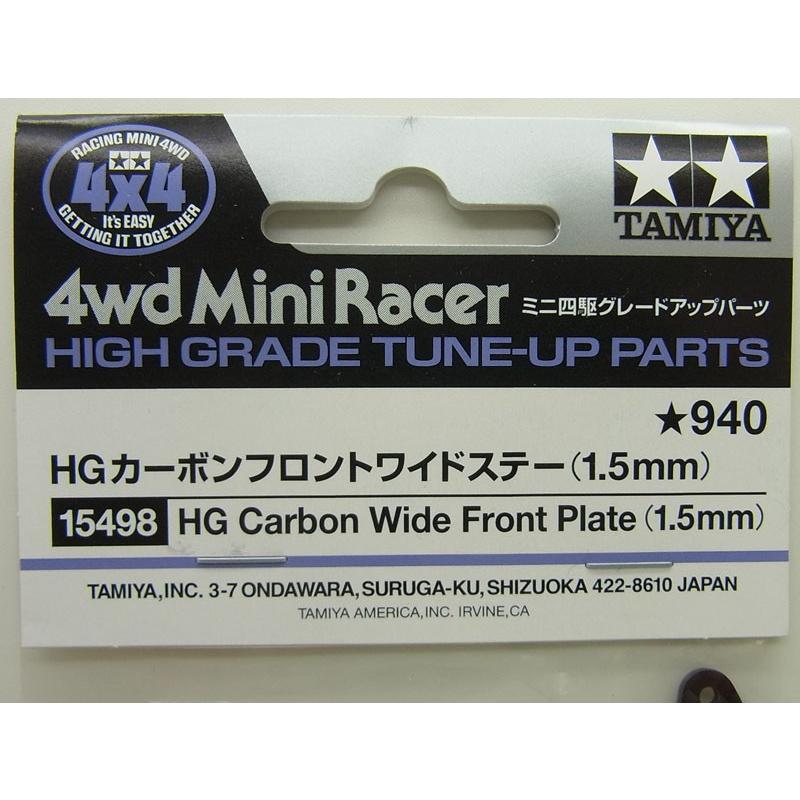 RACING MINI 4WD
4x4
It's EASY
GETTING IT TOGETHER
TAMIYA
4wd Mini Racer ミニ四駆グレードアップパーツ
HIGH GRADE TUNE-UP PARTS
★940
HGカーボンフロントワイドステー(1.5mm)
15498 HG Carbon Wide Front Plate (1.5mm)
TAMIYA,INC. 3-7 ONDAWARA,SURUGA-KU,SHIZUOKA 422-8610 JAPAN
TAMIYA AMERICA,INC. IRVINE,CA